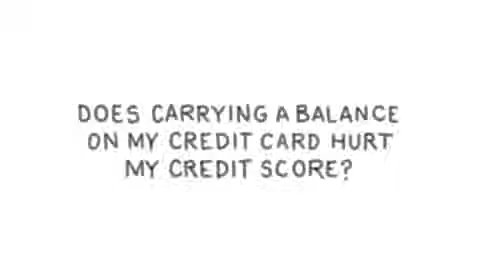 DOES CARRYING A BALANCE
ON MY CREDIT CARD HURT
MY CREDIT SCORE?